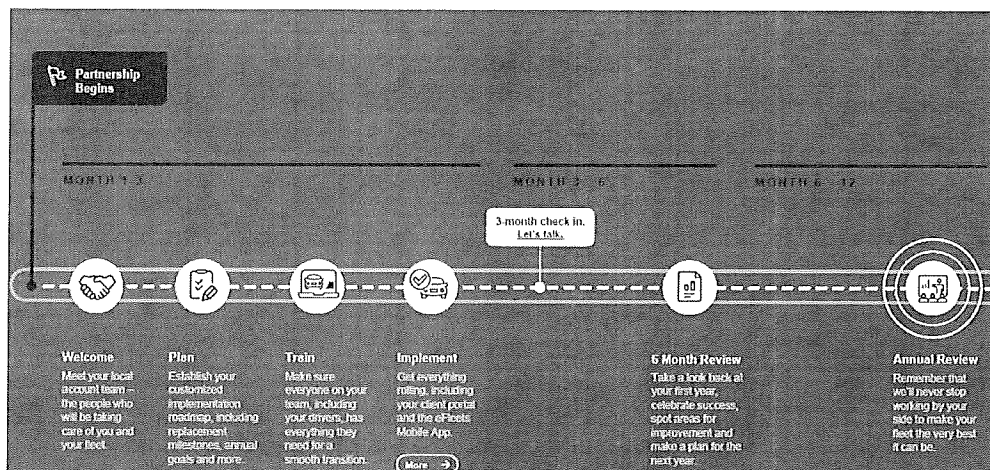 Partnership
Begins
MONTH 1-3
MONTH 3 - 6
MONTH 6 - 12
3-month check in.
Let's talk.
Welcome
Meet your local
account team –
the people who
will be taking
care of you and
your fleet.
Plan
Establish your
customized
implementation
roadmap, including
replacement
milestones, annual
goals and more.
Train
Make sure
everyone on your
team, including
your drivers, has
everything they
need for a
smooth transition.
Implement
Get everything
rolling, including
your client portal
and the eFleets
Mobile App.
More →
6 Month Review
Take a look back at
your first year,
celebrate success,
spot areas for
improvement and
make a plan for the
next year.
Annual Review
Remember that
we'll never stop
working by your
side to make your
fleet the very best
it can be.